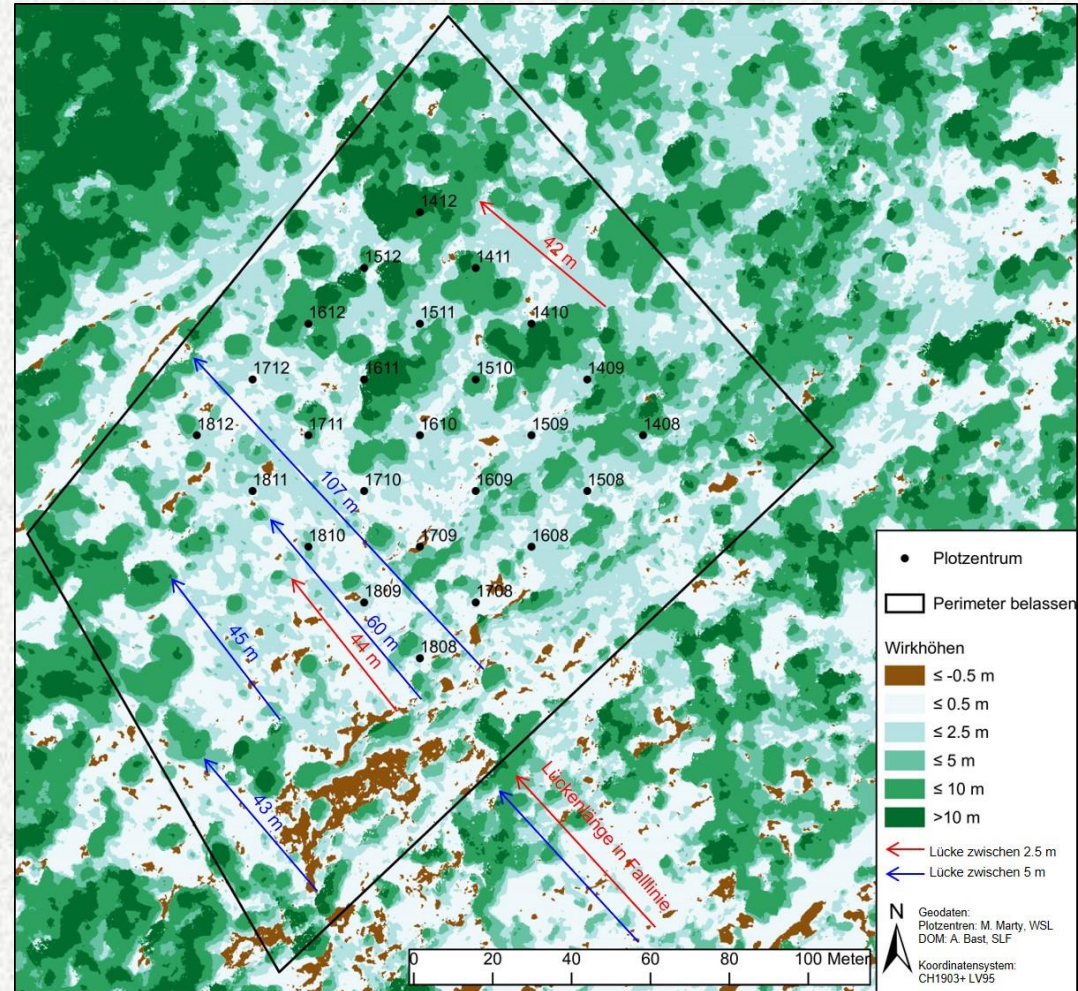 1412
42 m
1512
1411
1612
1511
1410
1712
1611
1510
1409
1812
1711
1610
1509
1408
1811
1710
107 m
1609
1508
1810
1709
1608
1809
60 m
1708
44 m
45 m
1808
43 m
Lückenlänge in Falllinie
Plotzentrum
Perimeter belassen
Wirkhöhen
≤ -0.5 m
≤ 0.5 m
≤ 2.5 m
≤ 5 m
≤ 10 m
>10 m
Lücke zwischen 2.5 m
Lücke zwischen 5 m
N
Geodaten:
Plotzentren: M. Marty, WSL
DOM: A. Bast, SLF
Koordinatensystem:
CH1903+ LV95
0 20 40 60 80 100 Meter